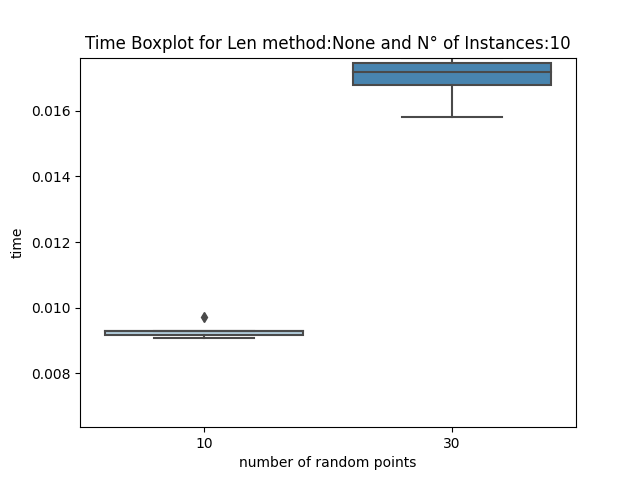 Time Boxplot for Len method:None and N° of Instances:10
0.016
0.014
0.012
0.010
0.008
time
10 30
number of random points